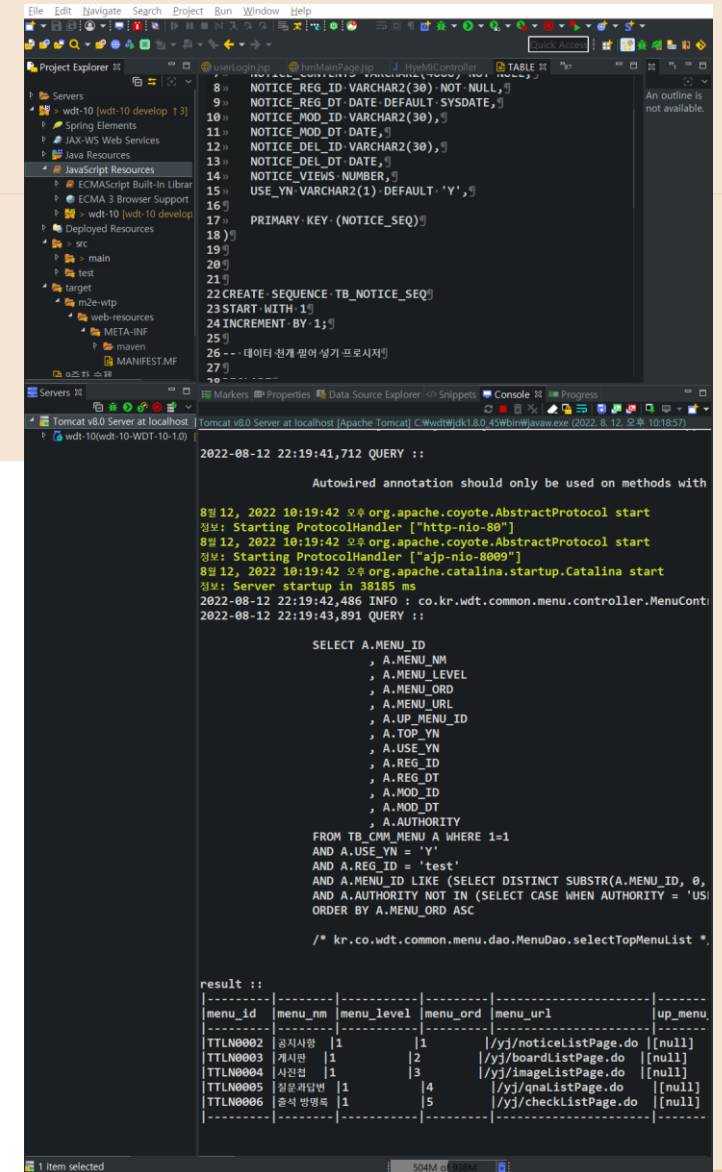 File Edit Navigate Search Project Run Window Help
Quick Access
Project Explorer
Servers
> wdt-10 [wdt-10 develop ↑3]
Spring Elements
JAX-WS Web Services
Java Resources
JavaScript Resources
ECMAScript Built-In Librar
ECMA 3 Browser Support
> wdt-10 [wdt-10 develop
Deployed Resources
> src
> main
> test
target
m2e-wtp
web-resources
META-INF
maven
MANIFEST.MF
userLogin.jsp hmMainPage.jsp HyeMiController TABLE
An outline is
not available.
8 NOTICE_REG_ID VARCHAR2(30) NOT NULL,
9 NOTICE_REG_DT DATE DEFAULT SYSDATE,
10 NOTICE_MOD_ID VARCHAR2(30),
11 NOTICE_MOD_DT DATE,
12 NOTICE_DEL_ID VARCHAR2(30),
13 NOTICE_DEL_DT DATE,
14 NOTICE_VIEWS NUMBER,
15 USE_YN VARCHAR2(1) DEFAULT 'Y',
16
17 PRIMARY KEY (NOTICE_SEQ)
18 )
19
20
21
22 CREATE SEQUENCE TB_NOTICE_SEQ
23 START WITH 1
24 INCREMENT BY 1;
25
26 -- 데이터 천개 밀어 넣기 프로시저
27
Servers
Tomcat v8.0 Server at localhost
wdt-10(wdt-10-WDT-10-1.0)
Markers Properties Data Source Explorer Snippets Console Progress
Tomcat v8.0 Server at localhost [Apache Tomcat] C:₩wdt₩jdk1.8.0_45₩bin₩javaw.exe (2022. 8. 12. 오후 10:18:57)
2022-08-12 22:19:41,712 QUERY ::
Autowired annotation should only be used on methods with
8월 12, 2022 10:19:42 오후 org.apache.coyote.AbstractProtocol start
정보: Starting ProtocolHandler ["http-nio-80"]
8월 12, 2022 10:19:42 오후 org.apache.coyote.AbstractProtocol start
정보: Starting ProtocolHandler ["ajp-nio-8009"]
8월 12, 2022 10:19:42 오후 org.apache.catalina.startup.Catalina start
정보: Server startup in 38185 ms
2022-08-12 22:19:42,486 INFO : co.kr.wdt.common.menu.controller.MenuCont
2022-08-12 22:19:43,891 QUERY ::
SELECT A.MENU_ID
, A.MENU_NM
, A.MENU_LEVEL
, A.MENU_ORD
, A.MENU_URL
, A.UP_MENU_ID
, A.TOP_YN
, A.USE_YN
, A.REG_ID
, A.REG_DT
, A.MOD_ID
, A.MOD_DT
, A.AUTHORITY
FROM TB_CMM_MENU A WHERE 1=1
AND A.USE_YN = 'Y'
AND A.REG_ID = 'test'
AND A.MENU_ID LIKE (SELECT DISTINCT SUBSTR(A.MENU_ID, 0,
AND A.AUTHORITY NOT IN (SELECT CASE WHEN AUTHORITY = 'US
ORDER BY A.MENU_ORD ASC
/* kr.co.wdt.common.menu.dao.MenuDao.selectTopMenuList *
result ::
|---------|--------|-----------|---------|-----------------------|------
|menu_id |menu_nm |menu_level |menu_ord |menu_url |up_menu_
|---------|--------|-----------|---------|-----------------------|------
|TTLN0002 |공지사항 |1 |1 |/yj/noticeListPage.do |[null]
|TTLN0003 |게시판 |1 |2 |/yj/boardListPage.do |[null]
|TTLN0004 |사진첩 |1 |3 |/yj/imageListPage.do |[null]
|TTLN0005 |질문과답변 |1 |4 |/yj/qnaListPage.do |[null]
|TTLN0006 |출석 방명록 |1 |5 |/yj/checkListPage.do |[null]
|---------|--------|-----------|---------|-----------------------|------
1 item selected
504M of 938M